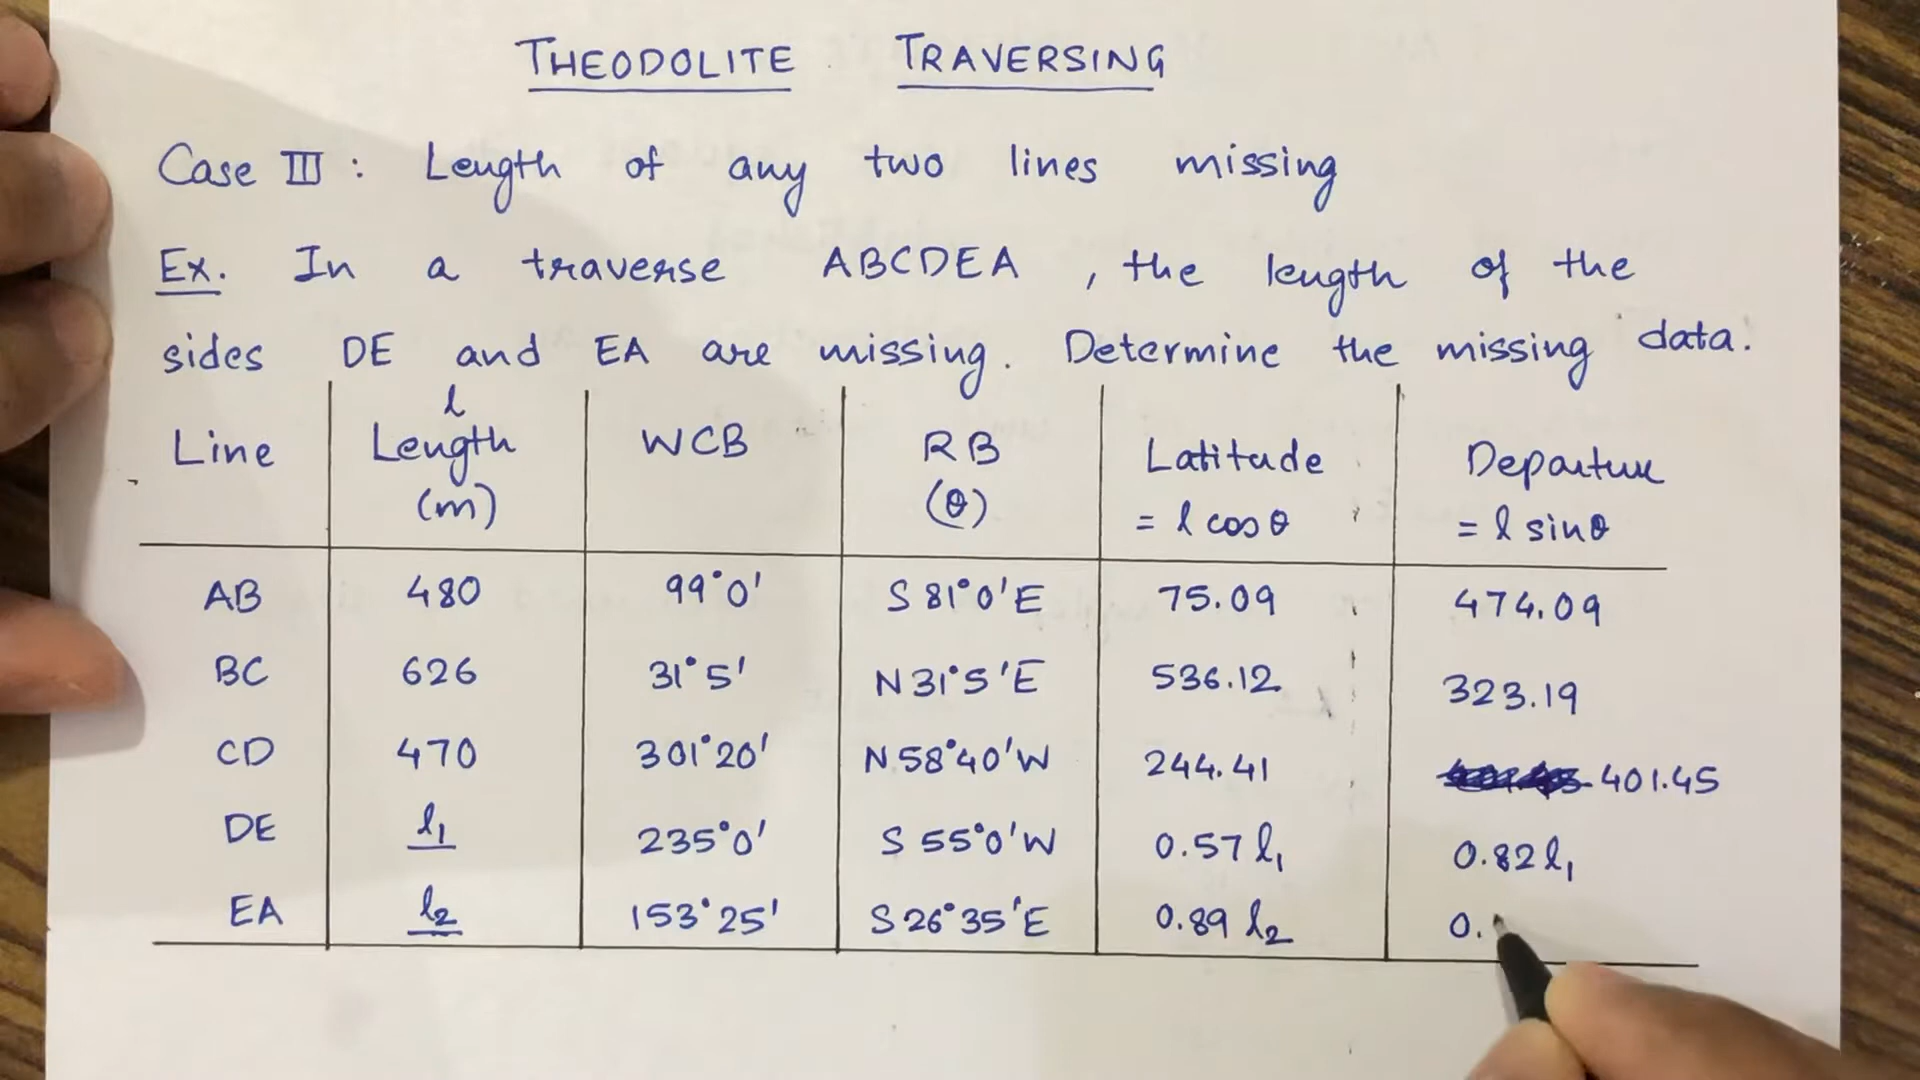 THEODOLITE TRAVERSING
Case III : Length of any two lines missing
Ex. In a traverse ABCDEA , the length of the
sides DE and EA are missing. Determine the missing data.
Line l Length (m) WCB RB (θ) Latitude = l cos θ Departure = l sinθ
AB 480 99°0' S 81°0'E 75.09 474.09
BC 626 31°5' N31°5'E 536.12 323.19
CD 470 301°20' N58°40'W 244.41 401.45
DE l₁ 235°0' S 55°0'W 0.57 l₁ 0.82 l₁
EA l₂ 153°25' S26°35'E 0.89 l₂ 0.